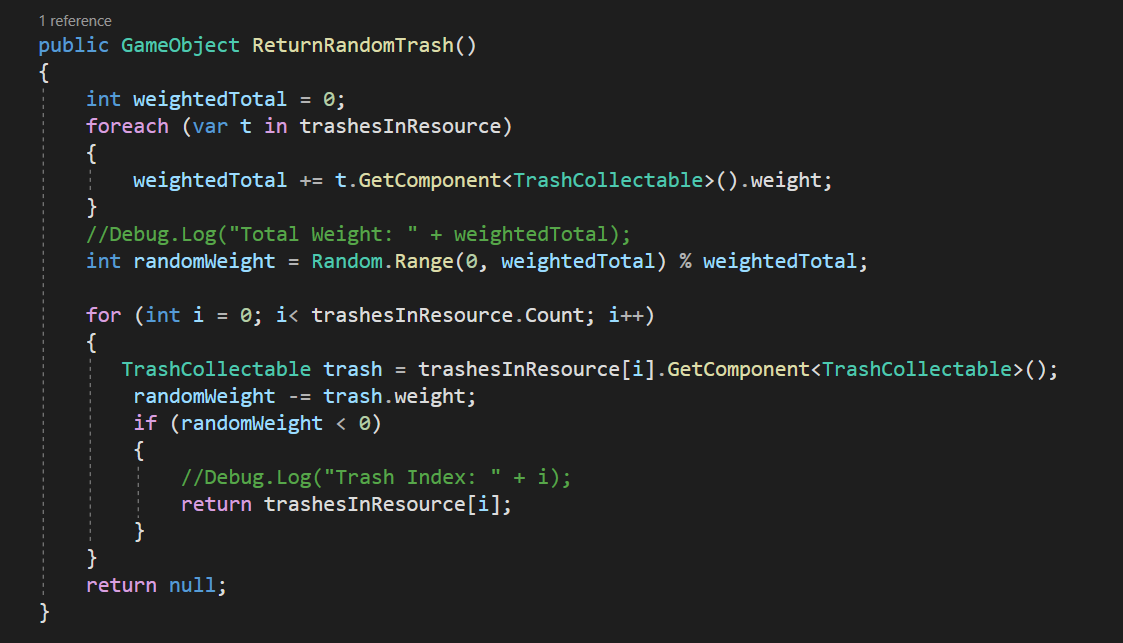 1 reference
public GameObject ReturnRandomTrash()
{
    int weightedTotal = 0;
    foreach (var t in trashesInResource)
    {
        weightedTotal += t.GetComponent<TrashCollectable>().weight;
    }
    //Debug.Log("Total Weight: " + weightedTotal);
    int randomWeight = Random.Range(0, weightedTotal) % weightedTotal;

    for (int i = 0; i< trashesInResource.Count; i++)
    {
       TrashCollectable trash = trashesInResource[i].GetComponent<TrashCollectable>();
        randomWeight -= trash.weight;
        if (randomWeight < 0)
        {
            //Debug.Log("Trash Index: " + i);
            return trashesInResource[i];
        }
    }
    return null;
}